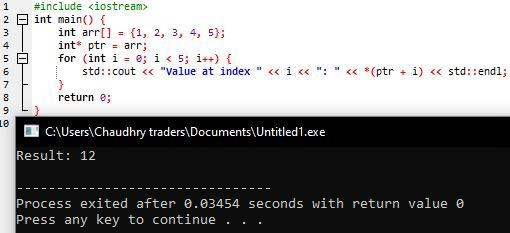 1 #include <iostream>
2 int main() {
3 int arr[] = {1, 2, 3, 4, 5};
4 int* ptr = arr;
5 for (int i = 0; i < 5; i++) {
6 std::cout << "Value at index " << i << ": " << *(ptr + i) << std::endl;
7 }
8 return 0;
9 }
10
C:\Users\Chaudhry traders\Documents\Untitled1.exe
Result: 12
--------------------------------
Process exited after 0.03454 seconds with return value 0
Press any key to continue . . .